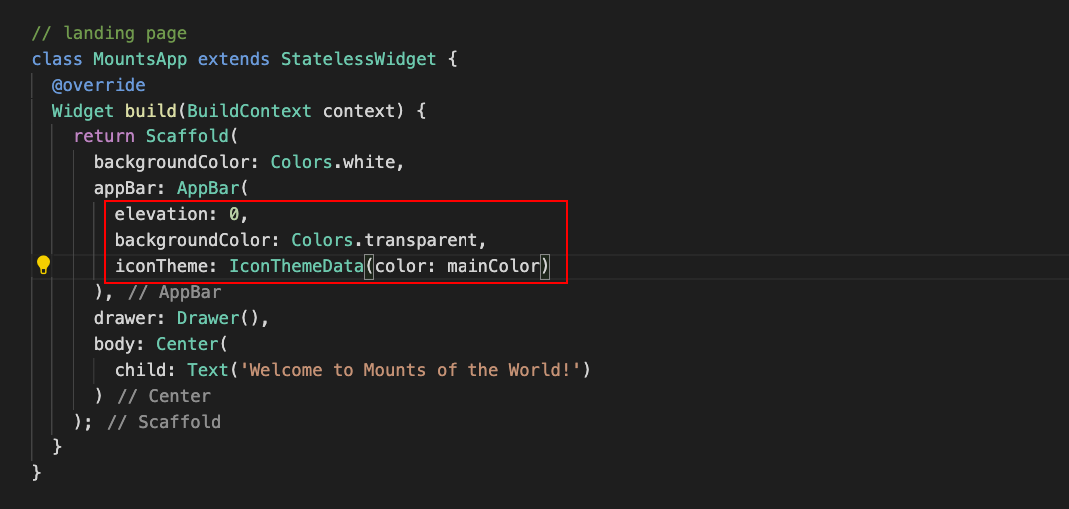 // landing page
class MountsApp extends StatelessWidget {
@override
Widget build(BuildContext context) {
return Scaffold(
backgroundColor: Colors.white,
appBar: AppBar(
elevation: 0,
backgroundColor: Colors.transparent,
iconTheme: IconThemeData(color: mainColor)
), // AppBar
drawer: Drawer(),
body: Center(
child: Text('Welcome to Mounts of the World!')
) // Center
); // Scaffold
}
}